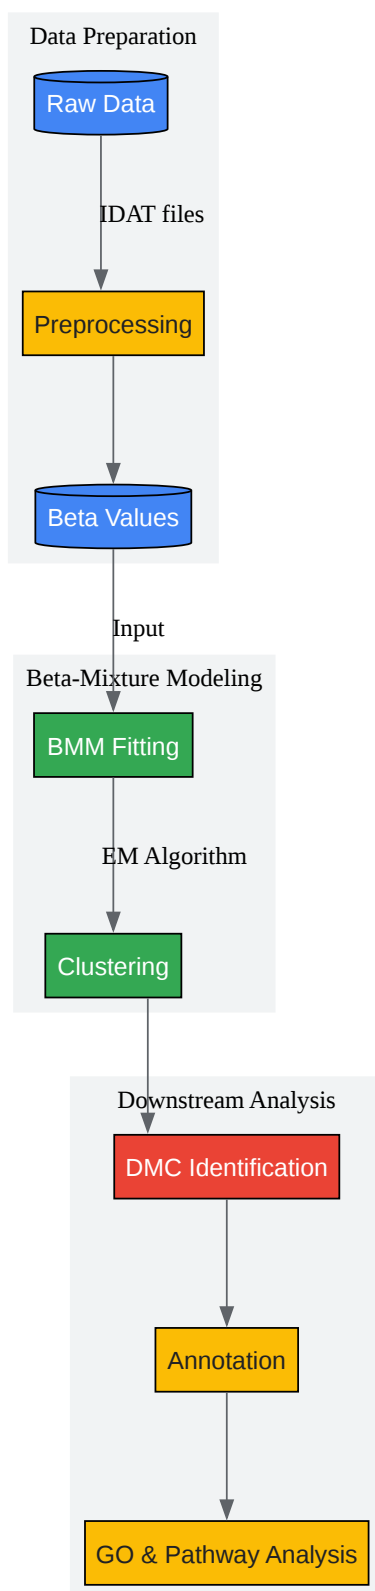 Data Preparation
Raw Data
IDAT files
Preprocessing
Beta Values
Input
Beta-Mixture Modeling
BMM Fitting
EM Algorithm
Clustering
Downstream Analysis
DMC Identification
Annotation
GO & Pathway Analysis